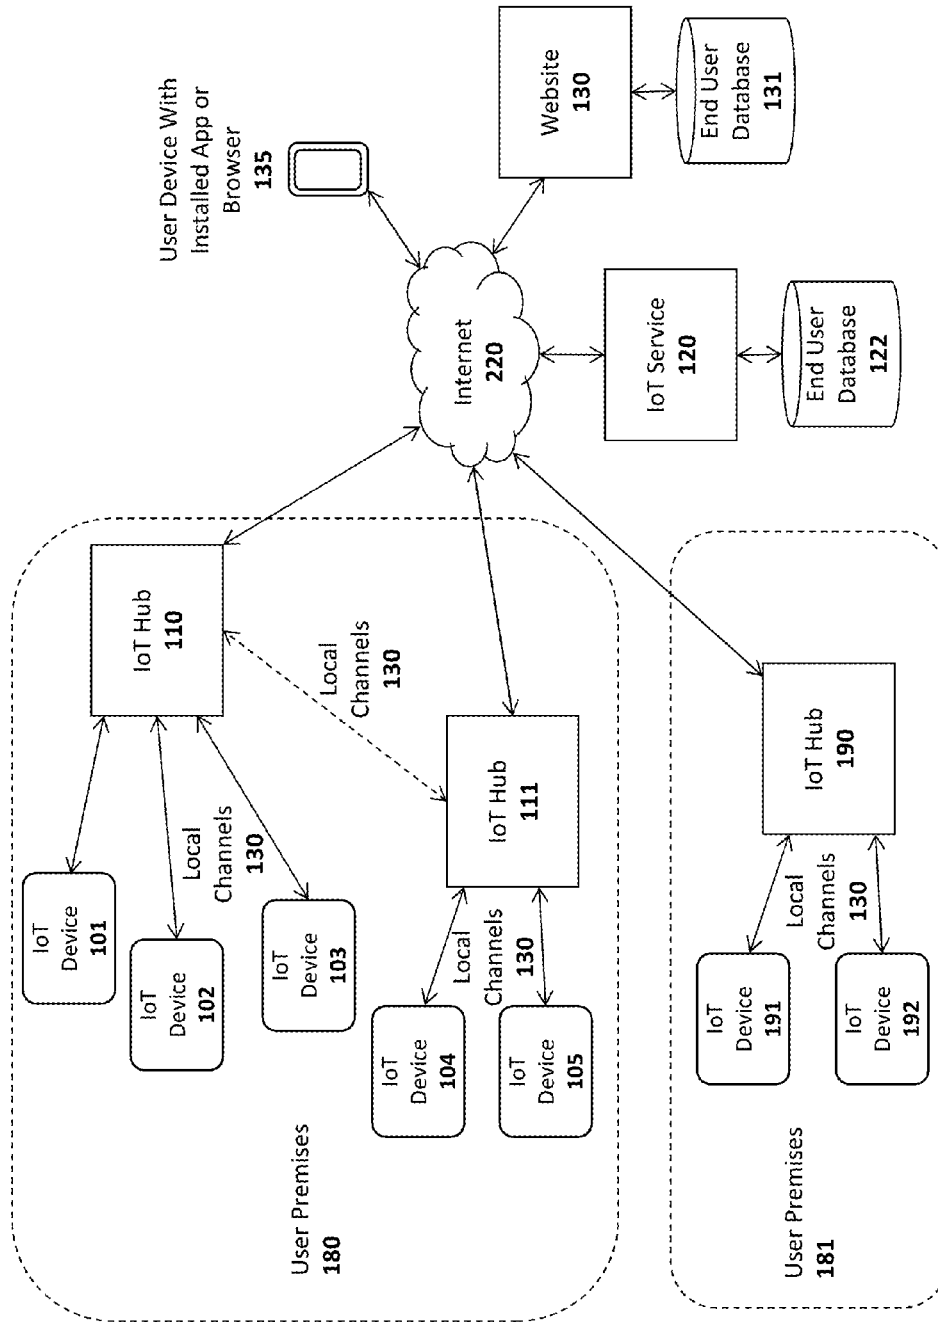 User Premises
180
IoT
Device
101
IoT
Device
102
IoT
Device
103
Local
Channels
130
IoT Hub
110
Local
Channels
130
IoT
Device
104
IoT
Device
105
Local
Channels
130
IoT Hub
111
User Premises
181
IoT
Device
191
IoT
Device
192
Local
Channels
130
IoT Hub
190
Internet
220
User Device With
Installed App or
Browser
135
Website
130
End User
Database
131
IoT Service
120
End User
Database
122